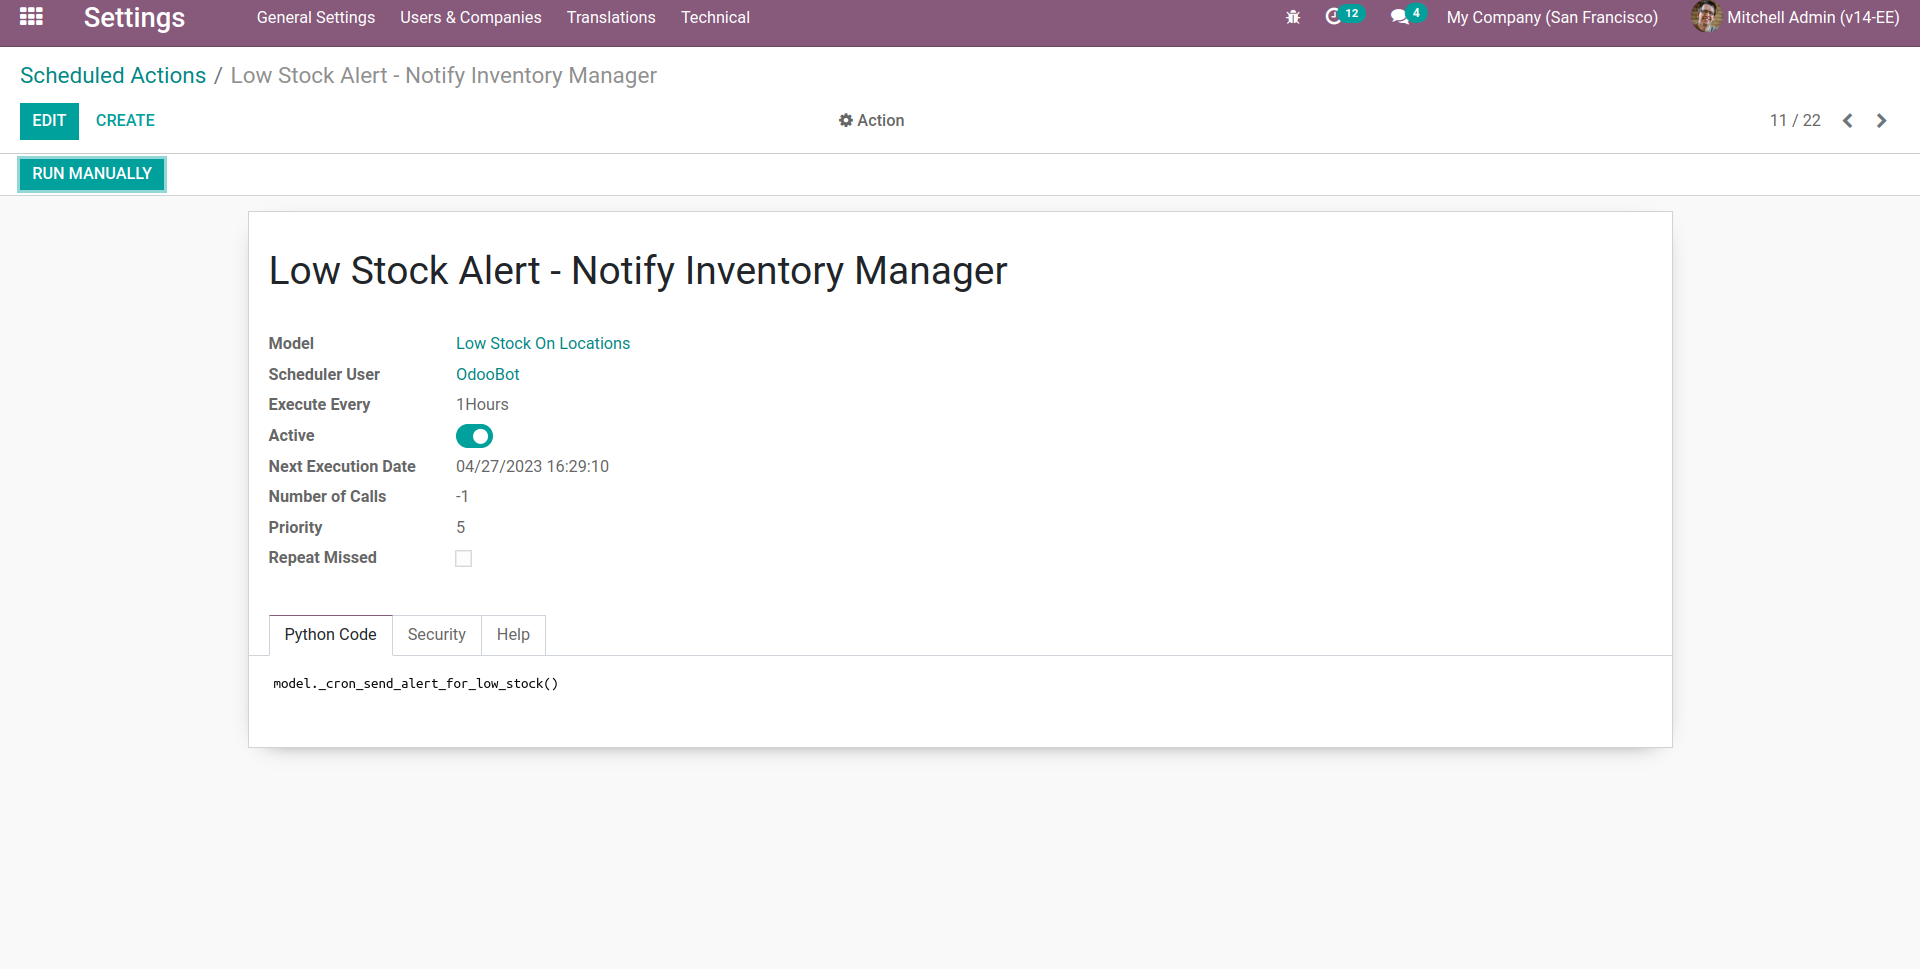 Settings General Settings Users & Companies Translations Technical 12 4 My Company (San Francisco) Mitchell Admin (v14-EE)
Scheduled Actions / Low Stock Alert - Notify Inventory Manager
EDIT CREATE Action 11 / 22
RUN MANUALLY
Low Stock Alert - Notify Inventory Manager
Model Low Stock On Locations
Scheduler User OdooBot
Execute Every 1Hours
Active
Next Execution Date 04/27/2023 16:29:10
Number of Calls -1
Priority 5
Repeat Missed
Python Code Security Help
model._cron_send_alert_for_low_stock()